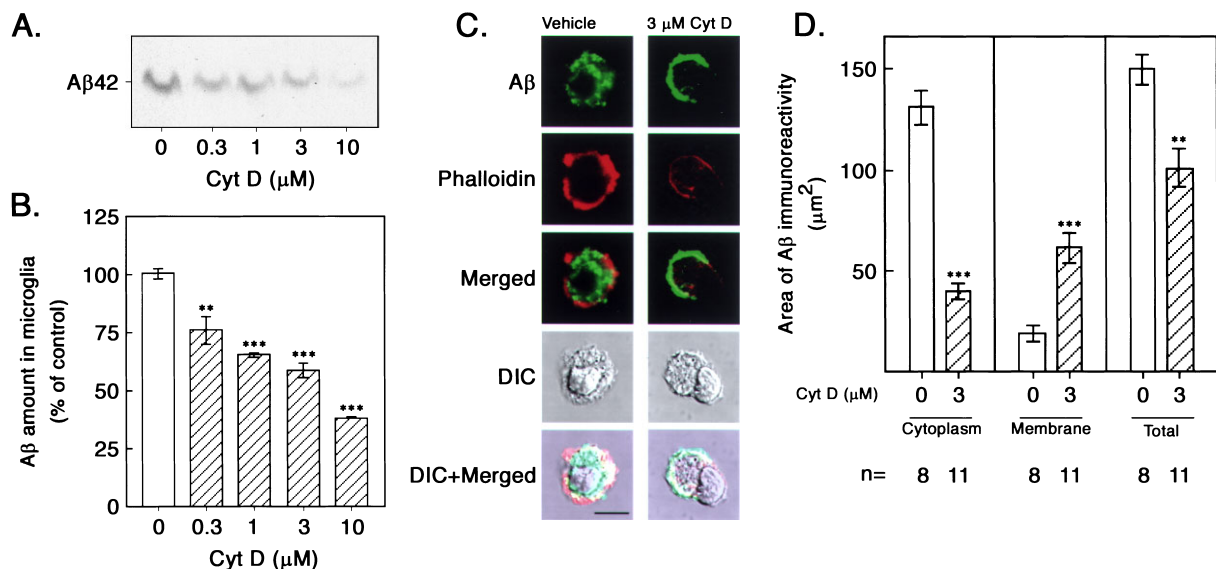 A.
Aβ42
0 0.3 1 3 10
Cyt D (μM)
B.
Aβ amount in microglia
(% of control)
125
100
75
50
25
0
**
***
***
***
0 0.3 1 3 10
Cyt D (μM)
C.
Vehicle 3 μM Cyt D
Aβ
Phalloidin
Merged
DIC
DIC+Merged
D.
Area of Aβ immunoreactivity
(μm²)
150
100
50
***
***
**
Cyt D (μM) 0 3 0 3 0 3
Cytoplasm Membrane Total
n= 8 11 8 11 8 11